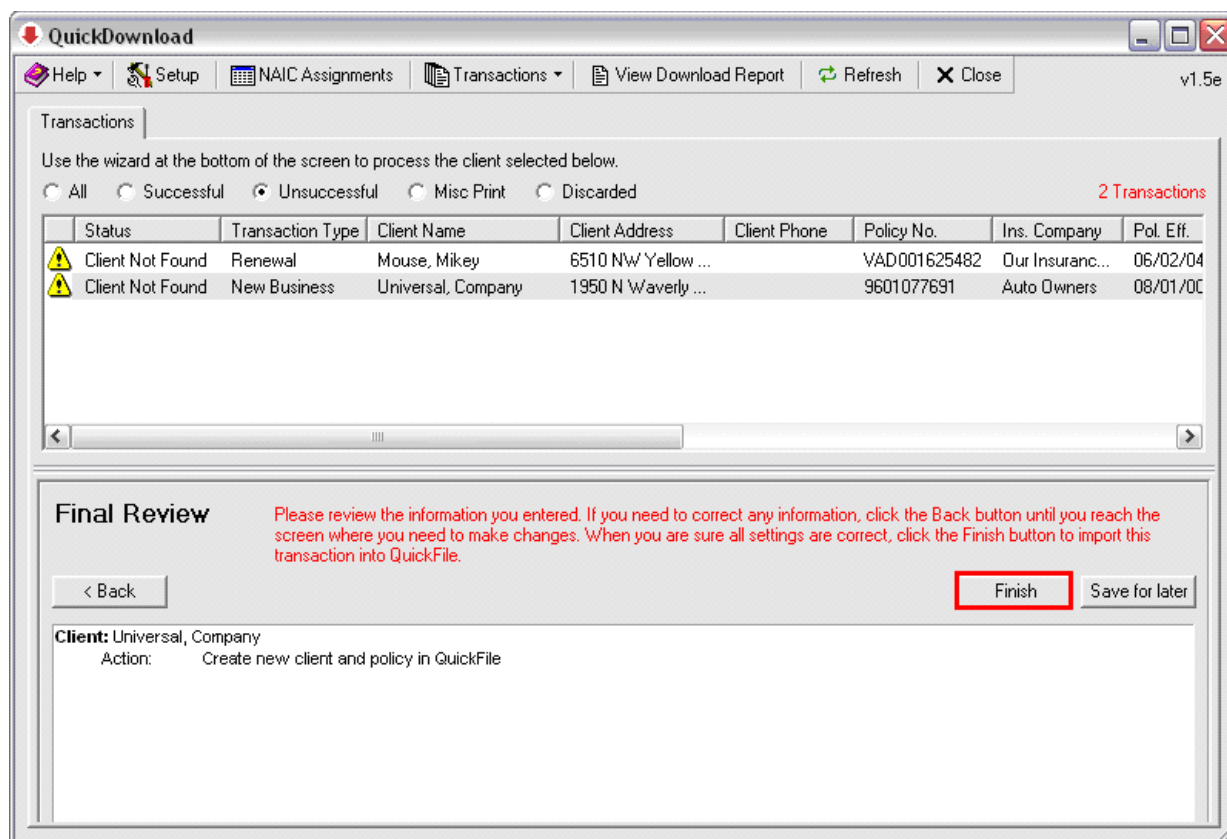 QuickDownload
Help Setup NAIC Assignments Transactions View Download Report Refresh Close v1.5e
Transactions
Use the wizard at the bottom of the screen to process the client selected below.
All Successful Unsuccessful Misc Print Discarded 2 Transactions
Status Transaction Type Client Name Client Address Client Phone Policy No. Ins. Company Pol. Eff.
Client Not Found Renewal Mouse, Mikey 6510 NW Yellow ... VAD001625482 Our Insuranc... 06/02/04
Client Not Found New Business Universal, Company 1950 N Waverly ... 9601077691 Auto Owners 08/01/00
Final Review
Please review the information you entered. If you need to correct any information, click the Back button until you reach the
screen where you need to make changes. When you are sure all settings are correct, click the Finish button to import this
transaction into QuickFile.
< Back Finish Save for later
Client: Universal, Company
Action: Create new client and policy in QuickFile